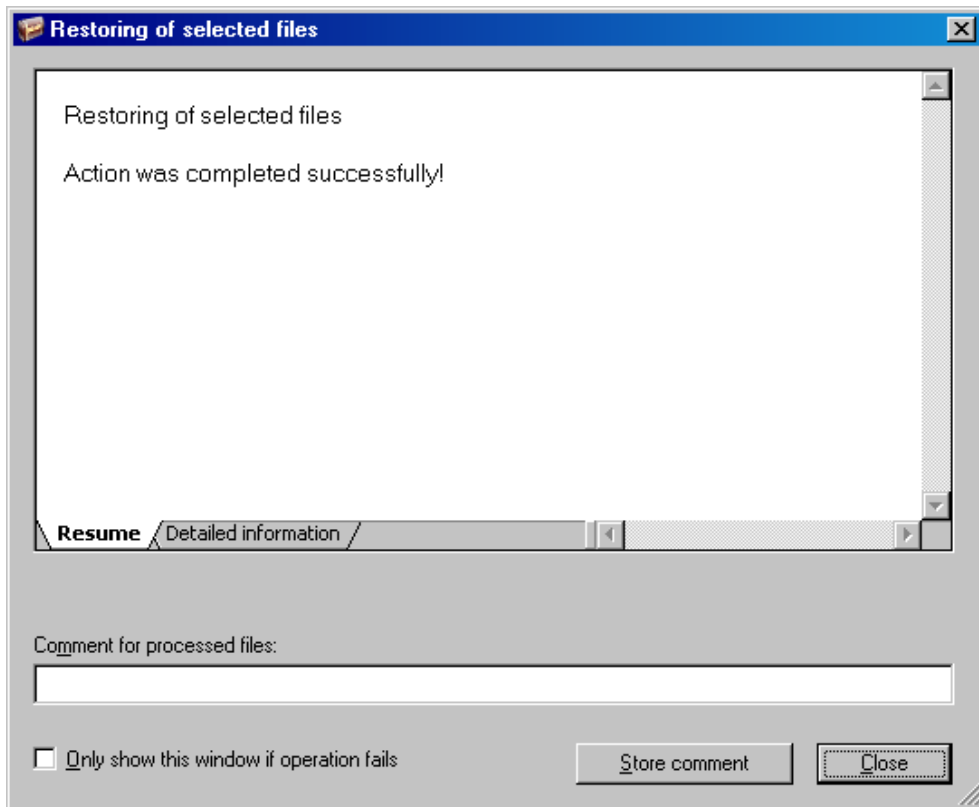 Restoring of selected files
Restoring of selected files
Action was completed successfully!
Resume
Detailed information
Comment for processed files:
Only show this window if operation fails
Store comment
Close